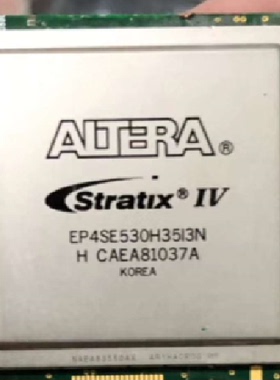 ALTERA®
Stratix® IV
EP4SE530H35I3N
H CAEA81037A
KOREA